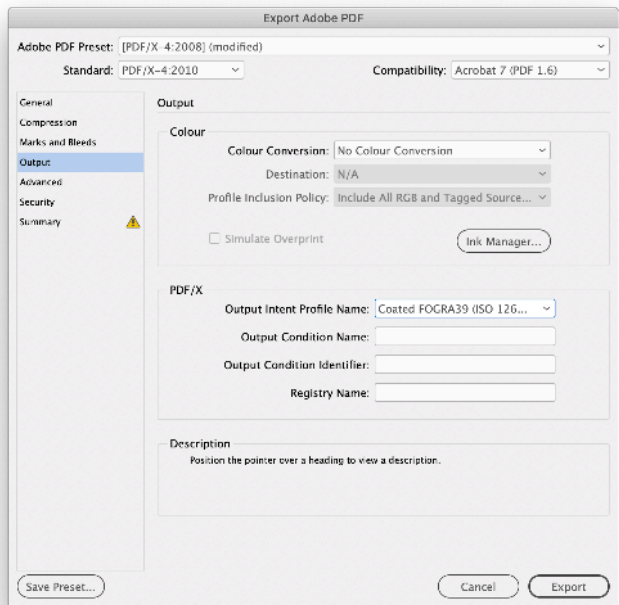 Export Adobe PDF
Adobe PDF Preset: [PDF/X-4:2008] (modified)
Standard: PDF/X-4:2010 Compatibility: Acrobat 7 (PDF 1.6)
General
Compression
Marks and Bleeds
Output
Advanced
Security
Summary
Output
Colour
Colour Conversion: No Colour Conversion
Destination: N/A
Profile Inclusion Policy: Include All RGB and Tagged Source...
Simulate Overprint
Ink Manager...
PDF/X
Output Intent Profile Name: Coated FOGRA39 (ISO 126...
Output Condition Name:
Output Condition Identifier:
Registry Name:
Description
Position the pointer over a heading to view a description.
Save Preset... Cancel Export